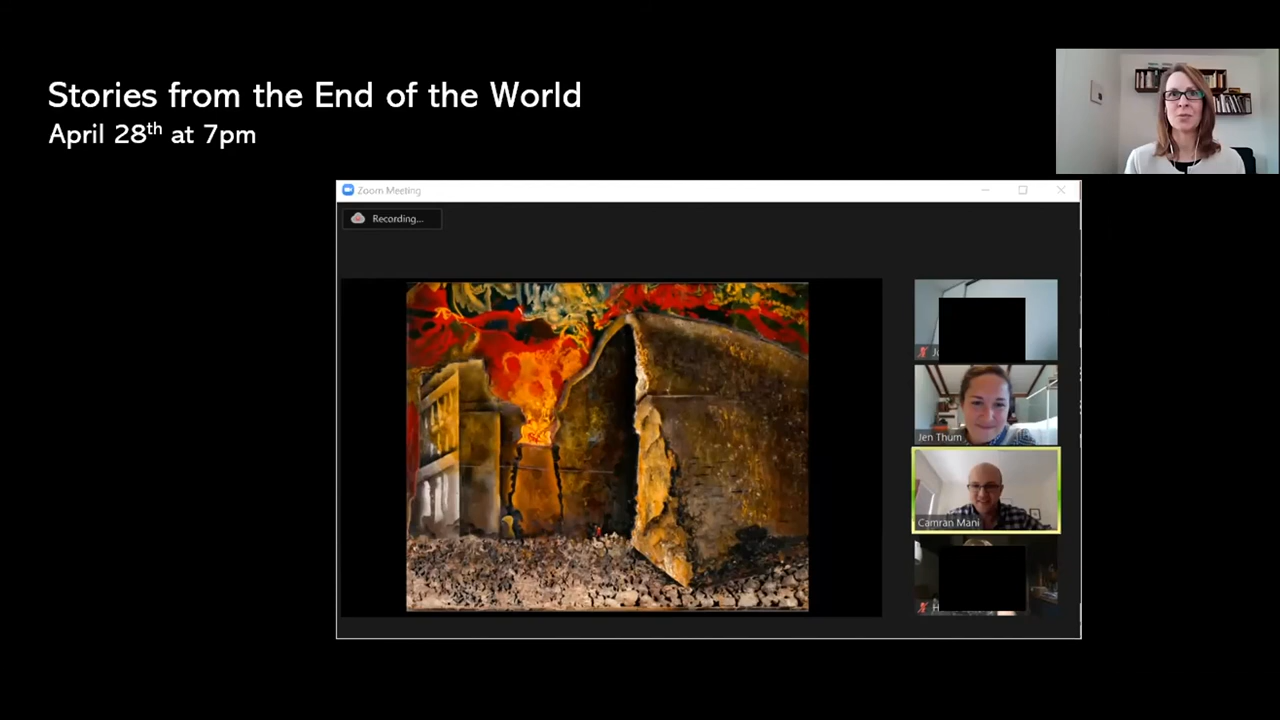 Stories from the End of the World
April 28th at 7pm
Zoom Meeting
Recording...
Jen Thum
Camran Mani